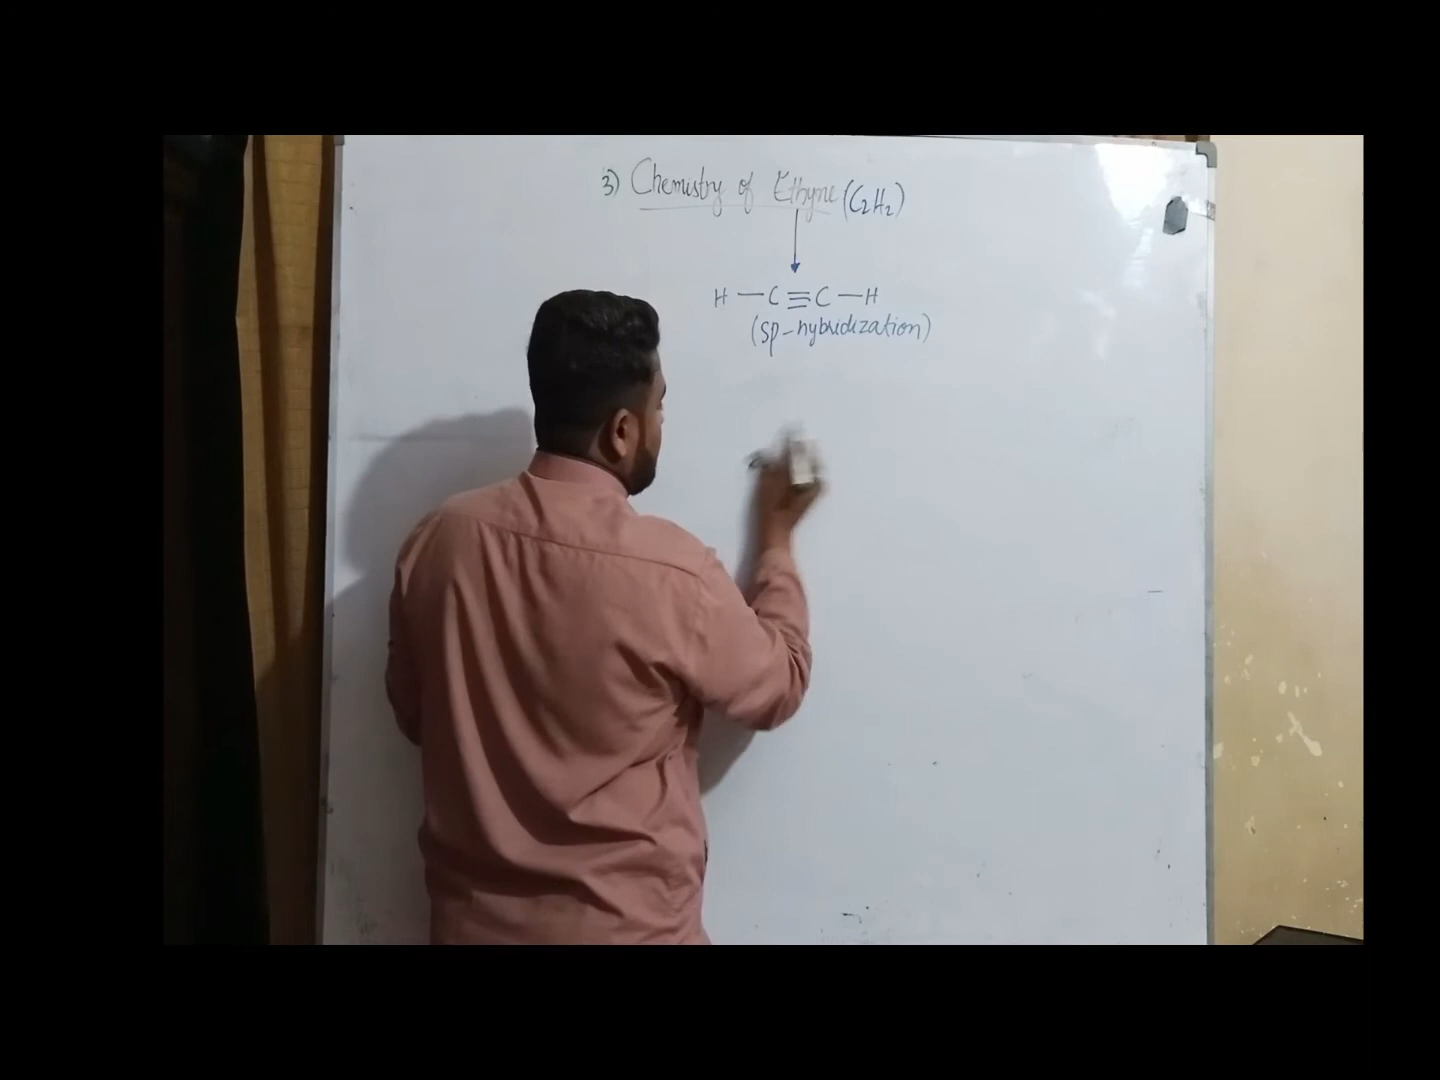 3) Chemistry of Ethyne (C₂H₂)
H — C ≡ C — H
(sp-hybridization)